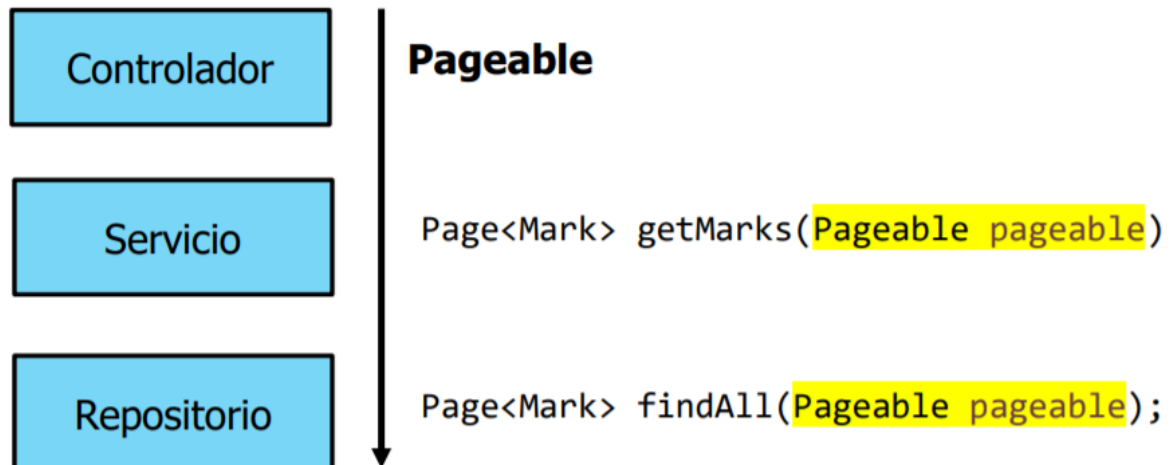 Controlador
Pageable
Servicio
Page<Mark> getMarks(Pageable pageable)
Repositorio
Page<Mark> findAll(Pageable pageable);